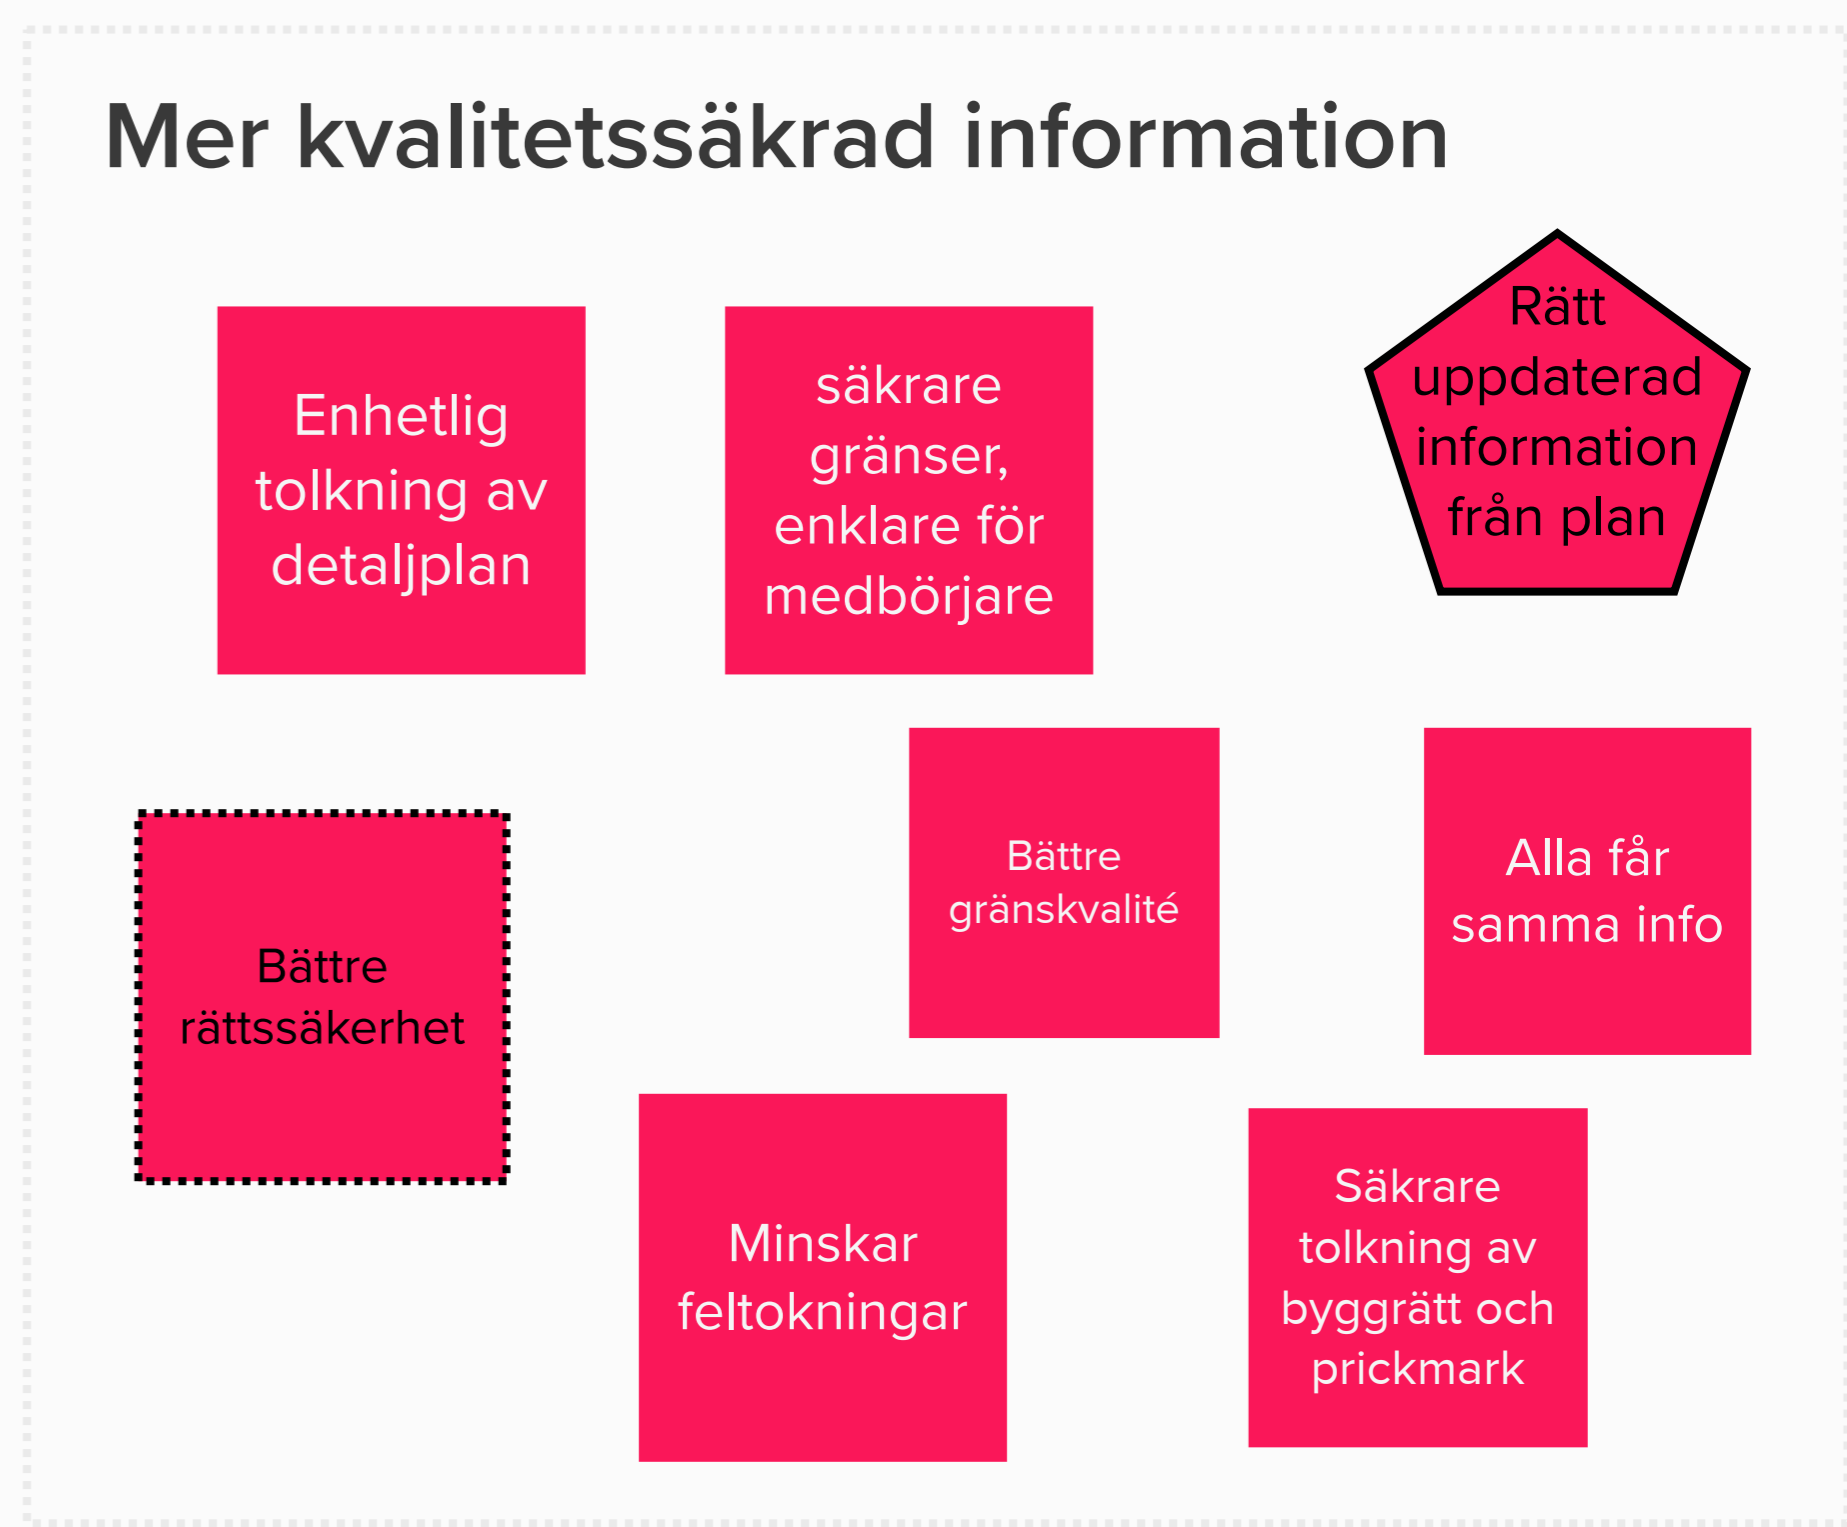 Mer kvalitetssäkrad information
Enhetlig
tolkning av
detaljplan
säkrare
gränser,
enklare för
medbörjare
Rätt
uppdaterad
information
från plan
Bättre
rättssäkerhet
Bättre
gränskvalité
Alla får
samma info
Minskar
feltokningar
Säkrare
tolkning av
byggrätt och
prickmark